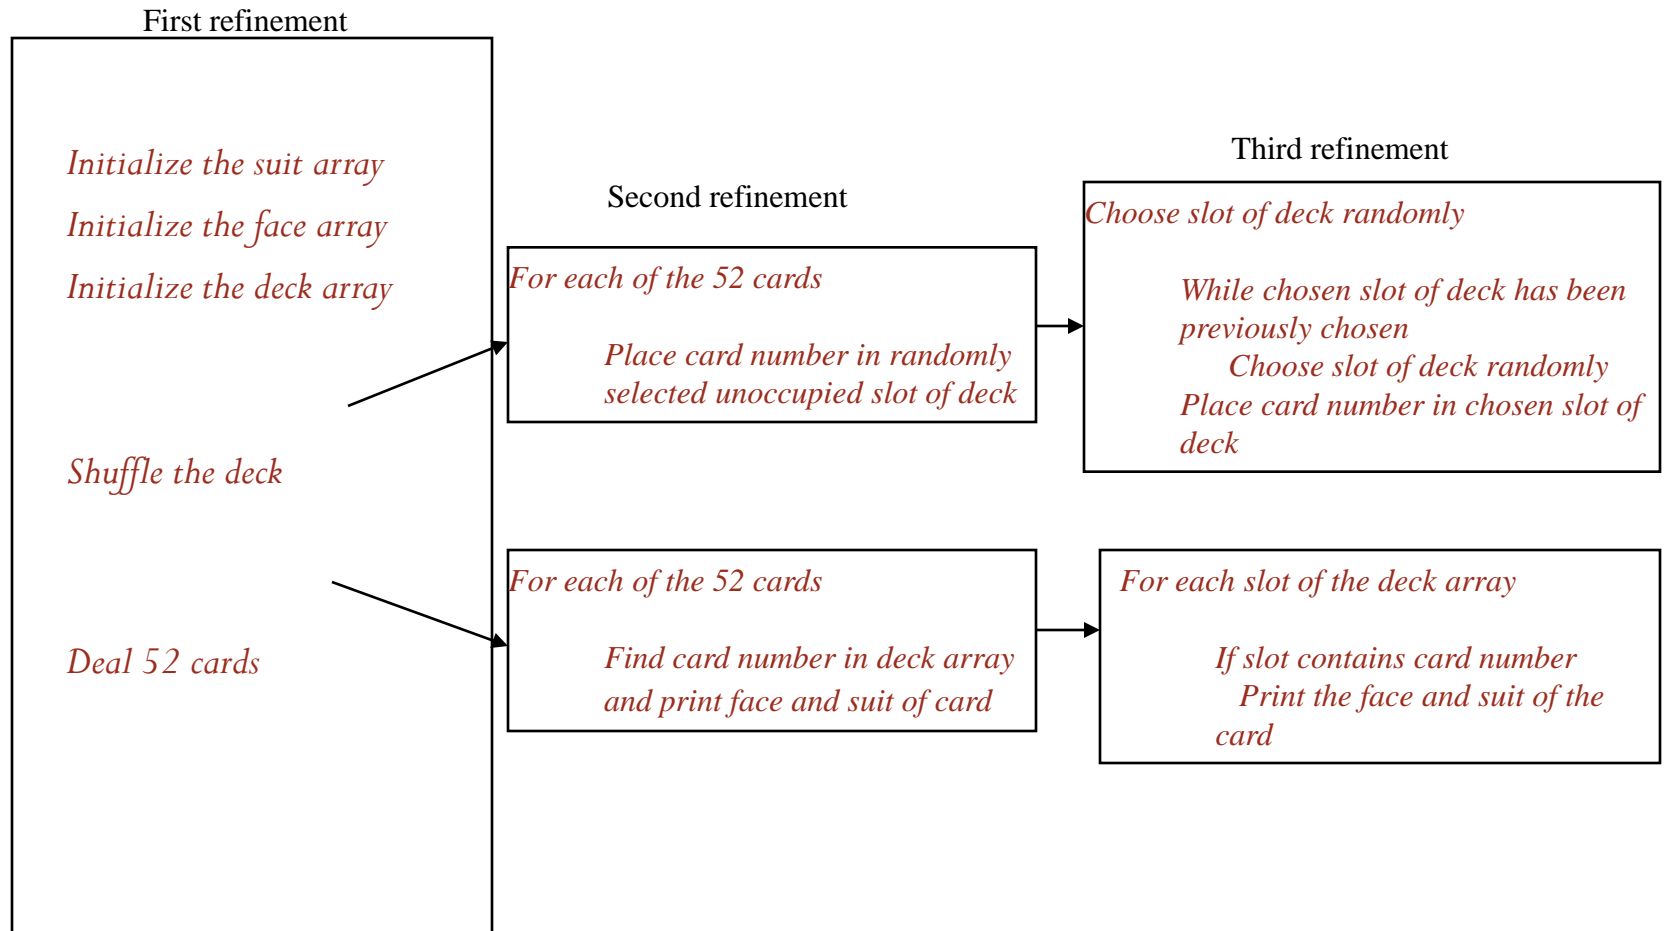 First refinement
Initialize the suit array
Initialize the face array
Initialize the deck array
Shuffle the deck
Deal 52 cards
Second refinement
For each of the 52 cards
Place card number in randomly
selected unoccupied slot of deck
For each of the 52 cards
Find card number in deck array
and print face and suit of card
Third refinement
Choose slot of deck randomly
While chosen slot of deck has been
previously chosen
Choose slot of deck randomly
Place card number in chosen slot of
deck
For each slot of the deck array
If slot contains card number
Print the face and suit of the
card